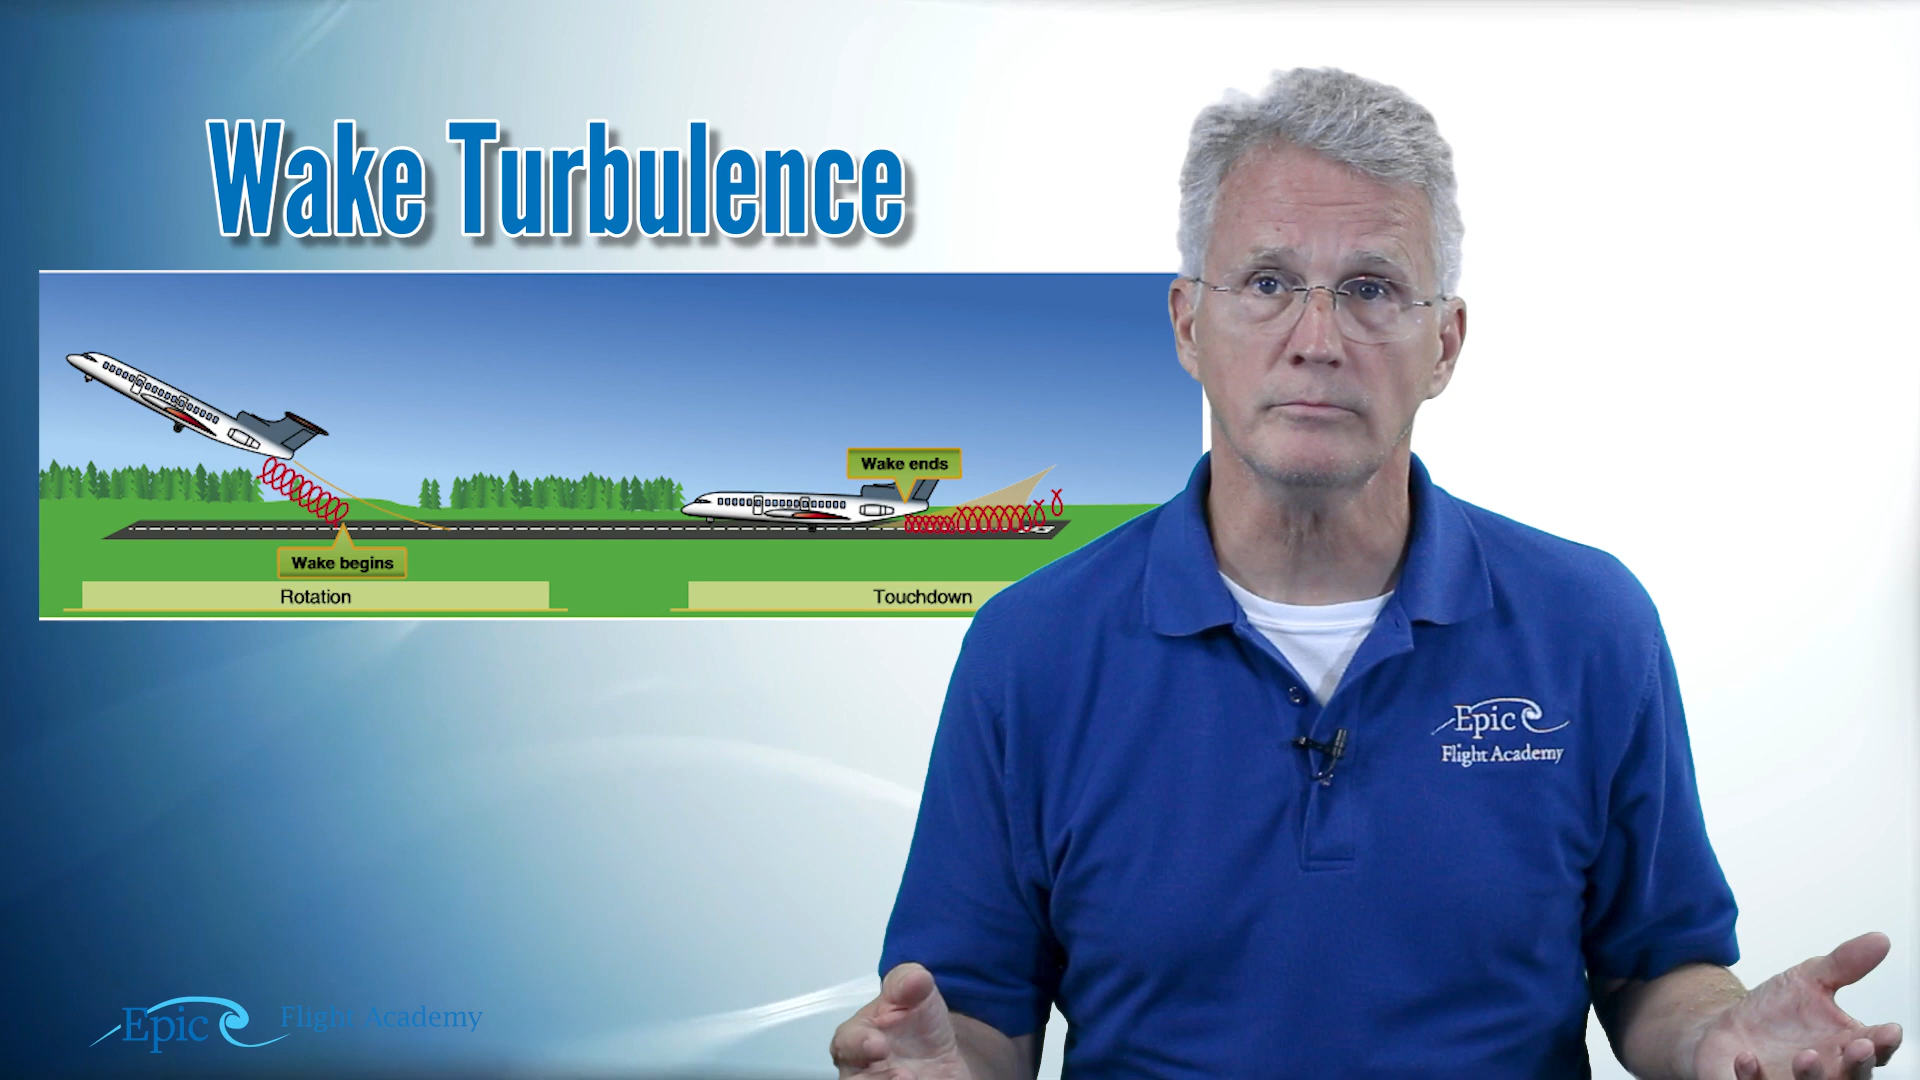 Wake Turbulence
Wake ends
Wake begins
Rotation
Touchdown
Epic
Flight Academy
Epic Flight Academy